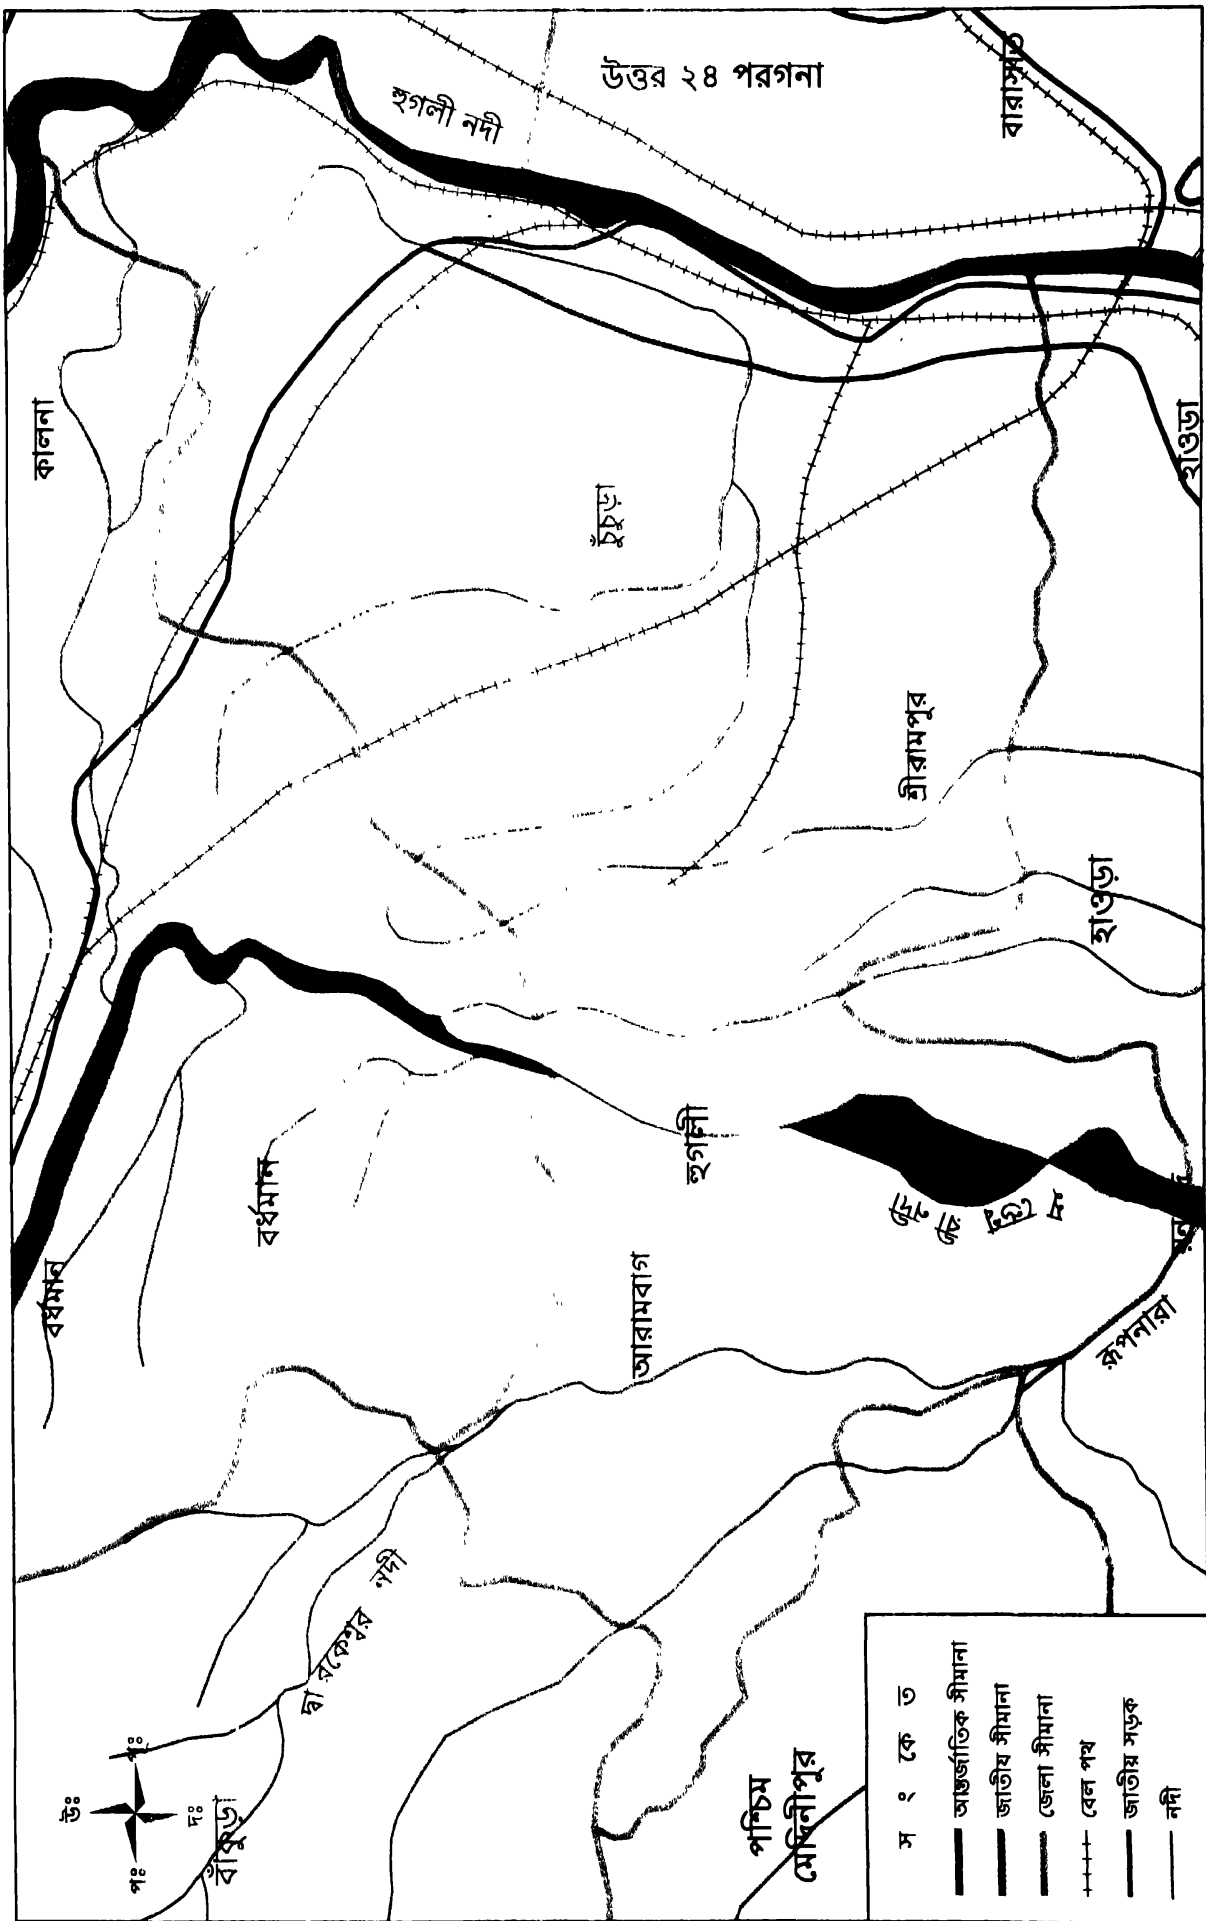 উত্তর ২৪ পরগনা
হুগলী নদী
বারাসাত
কালনা
চুঁচুড়া
হাওড়া
শ্রীরামপুর
হাওড়া
বর্ধমান
বর্ধমান
হুগলী
আরামবাগ
রূপনারা
দ্বারকেশ্বর নদী
উঃ
পূঃ
দঃ
পঃ
বাঁকুড়া
পশ্চিম
মেদিনীপুর
সংকেত
আন্তর্জাতিক সীমানা
জাতীয় সীমানা
জেলা সীমানা
রেল পথ
জাতীয় সড়ক
নদী